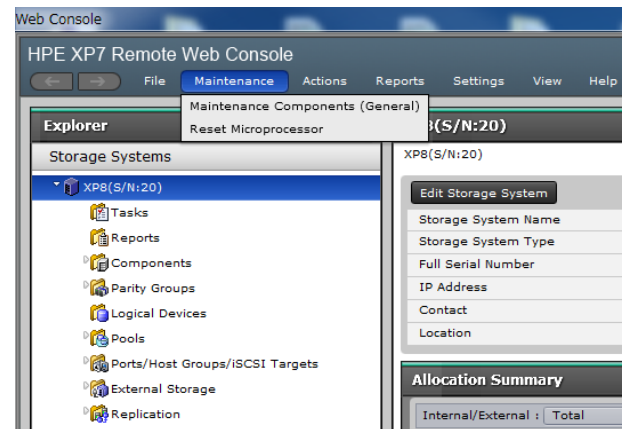 Web Console
HPE XP7 Remote Web Console
File Maintenance Actions Reports Settings View Help
Maintenance Components (General)
Reset Microprocessor
Explorer
Storage Systems
XP8(S/N:20)
Tasks
Reports
Components
Parity Groups
Logical Devices
Pools
Ports/Host Groups/iSCSI Targets
External Storage
Replication
(S/N:20)
XP8(S/N:20)
Edit Storage System
Storage System Name
Storage System Type
Full Serial Number
IP Address
Contact
Location
Allocation Summary
Internal/External : Total